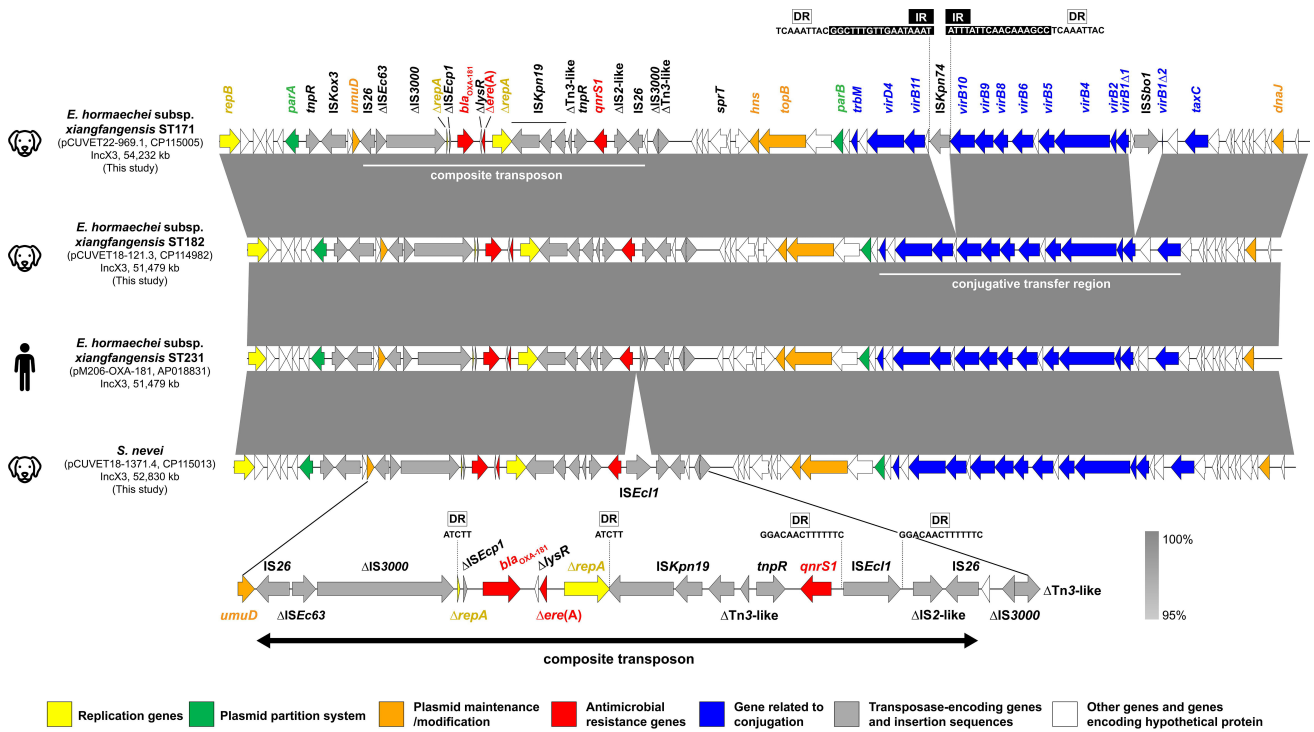 DR IR IR DR
TCAAATTACGGCTTTGTTGAATAAAT ATTTATTCAACAAAGCCTCAAATTAC
repB parA tnpR ISKox3 umuD IS26 ΔISEc63 ΔIS3000 ΔrepA ΔISEcp1 blaOXA-181 ΔlysR Δere(A) ΔrepA ISKpn19 ΔTn3-like tnpR qnrS1 ΔIS2-like IS26 ΔIS3000 ΔTn3-like sprT hns topB parB trbM virD4 virB11 ISKpn74 virB10 virB9 virB8 virB6 virB5 virB4 virB2 virB1Δ1 ISSbo1 virB1Δ2 taxC dnaJ
E. hormaechei subsp.
xiangfangensis ST171
(pCUVET22-969.1, CP115005)
IncX3, 54,232 kb
(This study)
composite transposon
E. hormaechei subsp.
xiangfangensis ST182
(pCUVET18-121.3, CP114982)
IncX3, 51,479 kb
(This study)
conjugative transfer region
E. hormaechei subsp.
xiangfangensis ST231
(pM206-OXA-181, AP018831)
IncX3, 51,479 kb
S. nevei
(pCUVET18-1371.4, CP115013)
IncX3, 52,830 kb
(This study)
ISEcl1
DR DR DR DR
ATCTT ATCTT GGACAACTTTTTTC GGACAACTTTTTTC
IS26 ΔIS3000 ΔISEcp1 blaOXA-181 ΔlysR ΔrepA ISKpn19 tnpR qnrS1 ISEcl1 IS26
ΔTn3-like
umuD ΔISEc63 ΔrepA Δere(A) ΔTn3-like ΔIS2-like ΔIS3000
composite transposon
100%
95%
Replication genes
Plasmid partition system
Plasmid maintenance
/modification
Antimicrobial
resistance genes
Gene related to
conjugation
Transposase-encoding genes
and insertion sequences
Other genes and genes
encoding hypothetical protein